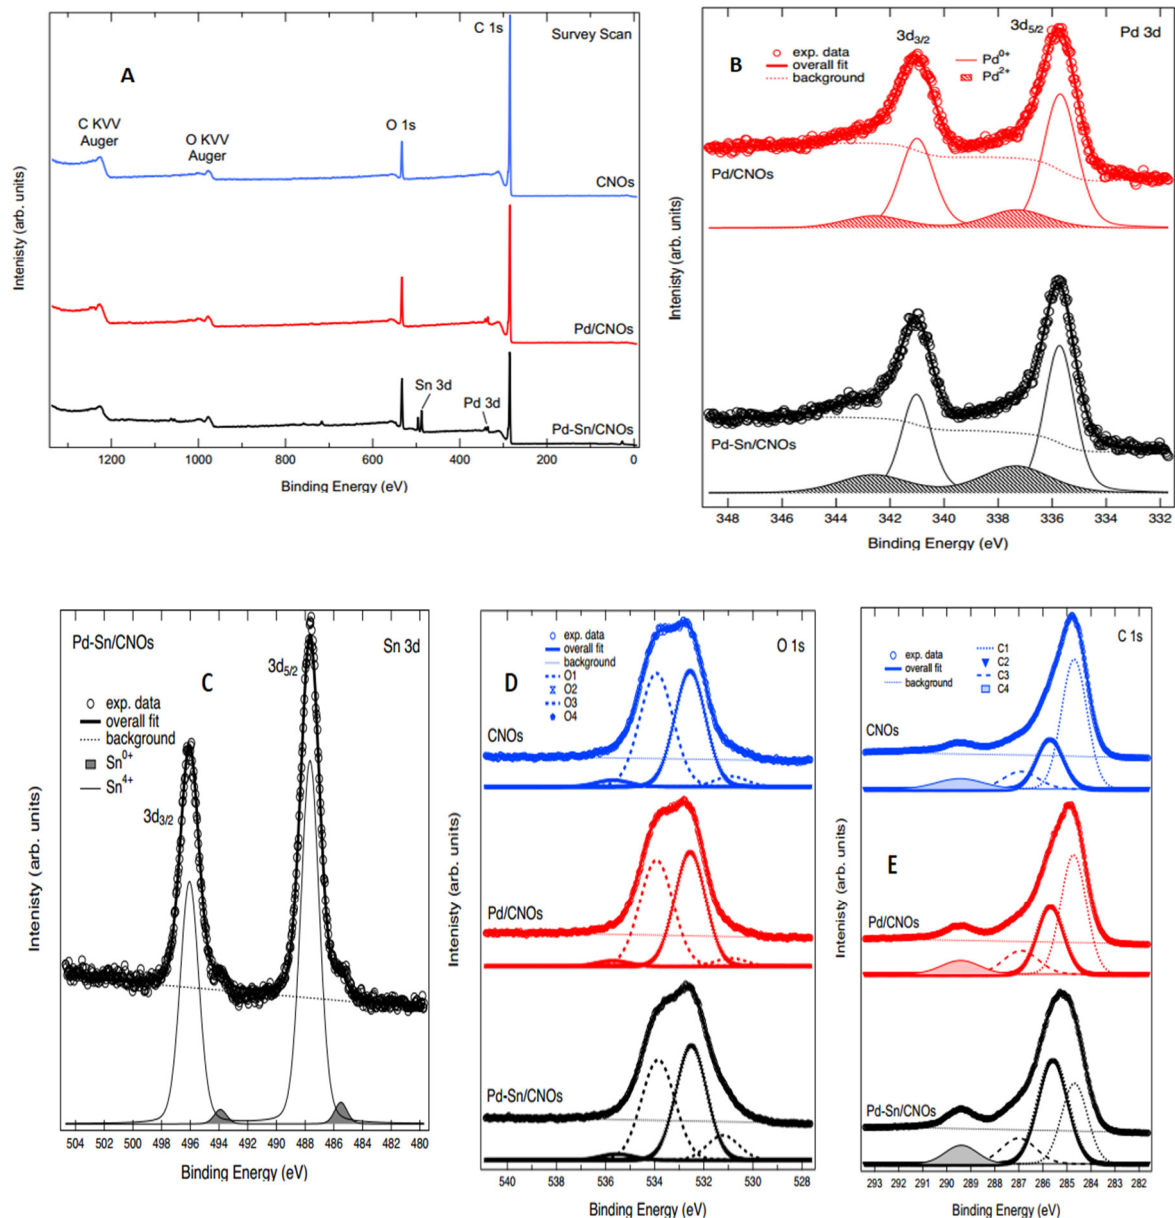 C 1s
Survey Scan
A
C KVV
Auger
O KVV
Auger
O 1s
CNOs
Pd/CNOs
Sn 3d
Pd 3d
Pd-Sn/CNOs
Intenisty (arb. units)
1200 1000 800 600 400 200 0
Binding Energy (eV)
3d3/2
3d5/2
Pd 3d
B
exp. data
overall fit
background
Pd0+
Pd2+
Pd/CNOs
Pd-Sn/CNOs
Intenisty (arb. units)
348 346 344 342 340 338 336 334 332
Binding Energy (eV)
Pd-Sn/CNOs
Sn 3d
C
3d5/2
exp. data
overall fit
background
Sn0+
Sn4+
3d3/2
Intenisty (arb. units)
504 502 500 498 496 494 492 490 488 486 484 482 480
Binding Energy (eV)
O 1s
D
exp. data
overall fit
background
O1
O2
O3
O4
CNOs
Pd/CNOs
Pd-Sn/CNOs
Intenisty (arb. units)
540 538 536 534 532 530 528
Binding Energy (eV)
C 1s
exp. data
overall fit
background
C1
C2
C3
C4
CNOs
E
Pd/CNOs
Pd-Sn/CNOs
Intenisty (arb. units)
293 292 291 290 289 288 287 286 285 284 283 282
Binding Energy (eV)